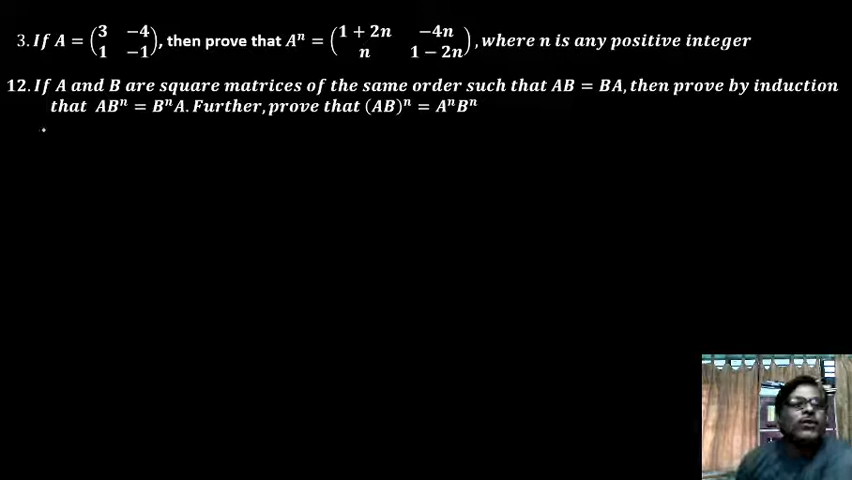 3. If A = (3 −4 1 −1), then prove that Aⁿ = (1 + 2n −4n n 1 − 2n), where n is any positive integer
12. If A and B are square matrices of the same order such that AB = BA, then prove by induction
that ABⁿ = BⁿA. Further, prove that (AB)ⁿ = AⁿBⁿ